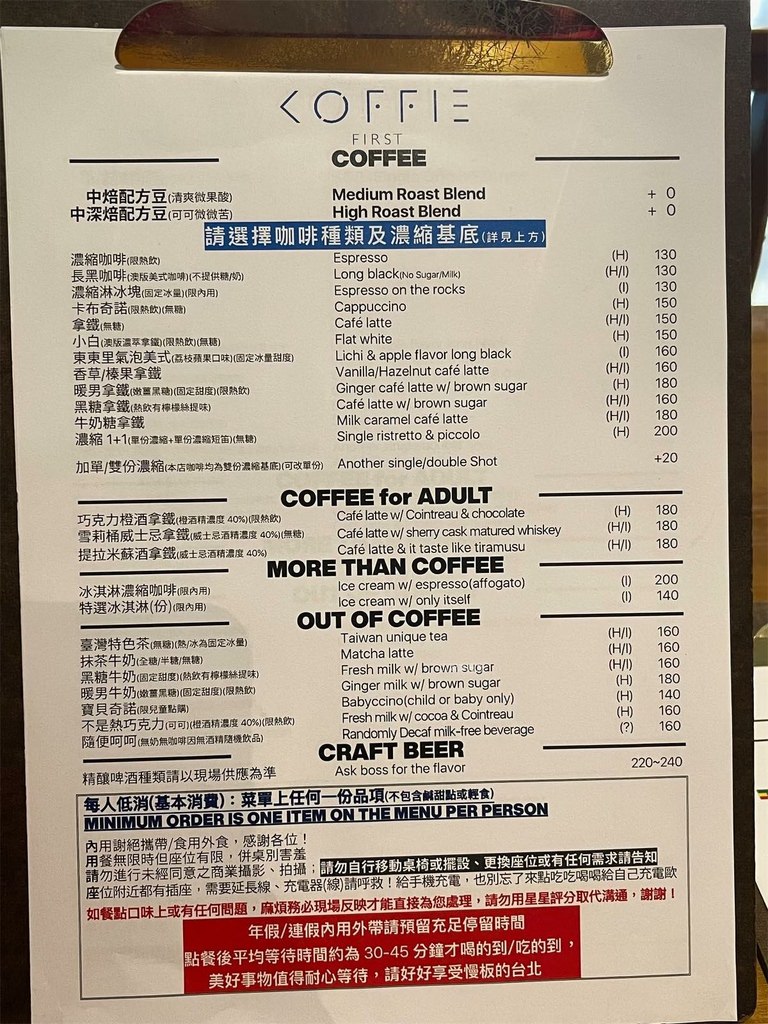 KOFFIE
FIRST
COFFEE
中焙配方豆(清爽微果酸) Medium Roast Blend + 0
中深焙配方豆(可可微微苦) High Roast Blend + 0
請選擇咖啡種類及濃縮基底(詳見上方)
濃縮咖啡(限熱飲) Espresso (H) 130
長黑咖啡(澳版美式咖啡)(不提供糖/奶) Long black(No Sugar/Milk) (H/I) 130
濃縮淋冰塊(固定冰量)(限內用) Espresso on the rocks (I) 130
卡布奇諾(限熱飲)(無糖) Cappuccino (H) 150
拿鐵(無糖) Café latte (H/I) 150
小白(澳版濃萃拿鐵)(限熱飲)(無糖) Flat white (H) 150
東東里氣泡美式(荔枝蘋果口味)(固定冰量甜度) Lichi & apple flavor long black (I) 160
香草/榛果拿鐵 Vanilla/Hazelnut café latte (H/I) 160
暖男拿鐵(嫩薑黑糖)(固定甜度)(限熱飲) Ginger café latte w/ brown sugar (H) 180
黑糖拿鐵(熱飲有檸檬絲提味) Café latte w/ brown sugar (H/I) 160
牛奶糖拿鐵 Milk caramel café latte (H/I) 180
濃縮 1+1(單份濃縮+單份濃縮短笛)(無糖) Single ristretto & piccolo (H) 200
加單/雙份濃縮(本店咖啡均為雙份濃縮基底)(可改單份) Another single/double Shot +20
COFFEE for ADULT
巧克力橙酒拿鐵(橙酒精濃度 40%)(限熱飲) Café latte w/ Cointreau & chocolate (H) 180
雪莉桶威士忌拿鐵(威士忌酒精濃度 40%)(無糖) Café latte w/ sherry cask matured whiskey (H/I) 180
提拉米蘇酒拿鐵(威士忌酒精濃度 40%) Café latte & it taste like tiramusu (H/I) 180
MORE THAN COFFEE
冰淇淋濃縮咖啡(限內用) Ice cream w/ espresso(affogato) (I) 200
特選冰淇淋(份)(限內用) Ice cream w/ only itself (I) 140
OUT OF COFFEE
臺灣特色茶(無糖)(熱/冰為固定冰量) Taiwan unique tea (H/I) 160
抹茶牛奶(全糖/半糖/無糖) Matcha latte (H/I) 160
黑糖牛奶(固定甜度)(熱飲有檸檬絲提味) Fresh milk w/ brown sugar (H/I) 160
暖男牛奶(嫩薑黑糖)(固定甜度)(限熱飲) Ginger milk w/ brown sugar (H) 180
寶貝奇諾(限兒童點購) Babyccino(child or baby only) (H) 140
不是熱巧克力(可可)(橙酒精濃度 40%)(限熱飲) Fresh milk w/ cocoa & Cointreau (H) 160
隨便呵呵(無奶無咖啡因無酒精隨機飲品) Randomly Decaf milk-free beverage (?) 160
CRAFT BEER
精釀啤酒種類請以現場供應為準 Ask boss for the flavor 220~240
每人低消(基本消費)：菜單上任何一份品項(不包含鹹甜點或輕食)
MINIMUM ORDER IS ONE ITEM ON THE MENU PER PERSON
內用謝絕攜帶/食用外食，感謝各位！
用餐無限時但座位有限，併桌別害羞
請勿進行未經同意之商業攝影、拍攝；請勿自行移動桌椅或擺設、更換座位或有任何需求請告知
座位附近都有插座，需要延長線、充電器(線)請呼救！給手機充電，也別忘了來點吃吃喝喝給自己充電歐
如餐點口味上或有任何問題，麻煩務必現場反映才能直接為您處理，請勿用星星評分取代溝通，謝謝！
年假/連假內用外帶請預留充足停留時間
點餐後平均等待時間約為 30-45 分鐘才喝的到/吃的到，
美好事物值得耐心等待，請好好享受慢板的台北